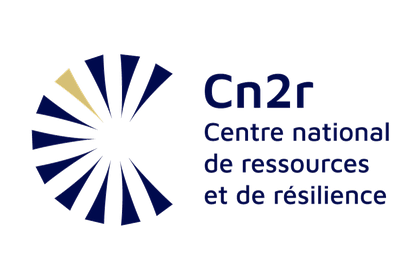 Cn2r
Centre national
de ressources
et de résilience